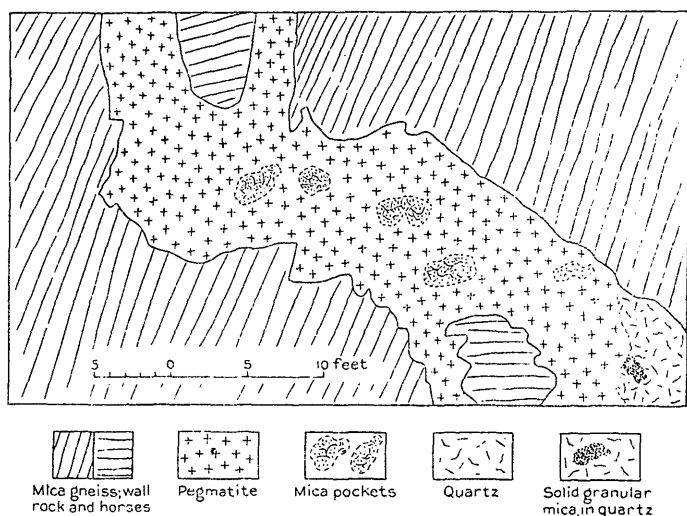 5 0 5 10 feet
Mica gneiss; wall
rock and horses
Pegmatite
Mica pockets
Quartz
Solid granular
mica in quartz